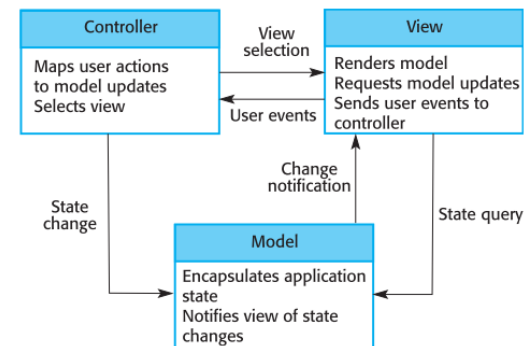 Controller
Maps user actions
to model updates
Selects view
View
selection
User events
View
Renders model
Requests model updates
Sends user events to
controller
State
change
Change
notification
State query
Model
Encapsulates application
state
Notifies view of state
changes